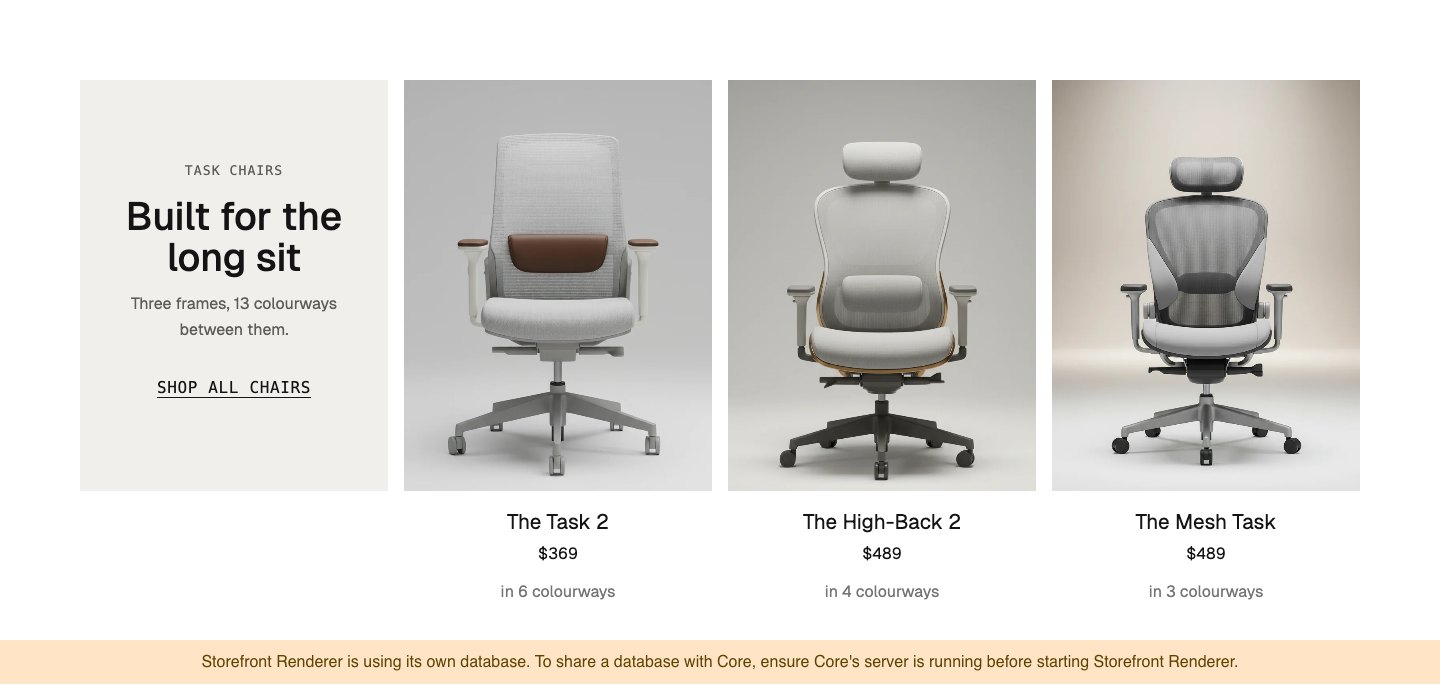 TASK CHAIRS
Built for the
long sit
Three frames, 13 colourways
between them.
SHOP ALL CHAIRS
The Task 2
$369
in 6 colourways
The High-Back 2
$489
in 4 colourways
The Mesh Task
$489
in 3 colourways
Storefront Renderer is using its own database. To share a database with Core, ensure Core's server is running before starting Storefront Renderer.